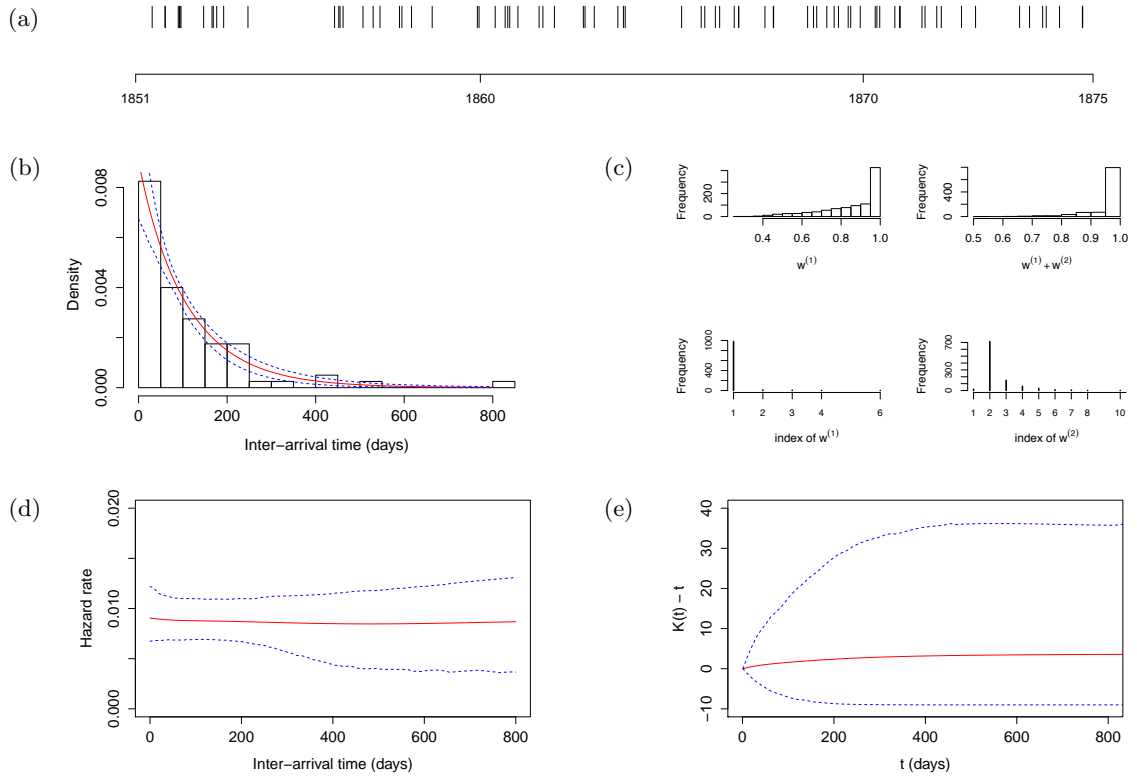 (a)
1851 1860 1870 1875
(b)
Density
0.000 0.004 0.008
0 200 400 600 800
Inter−arrival time (days)
(c)
Frequency
0 200
0.4 0.6 0.8 1.0
w(1)
Frequency
0 400
0.5 0.6 0.7 0.8 0.9 1.0
w(1) + w(2)
Frequency
0 400 1000
1 2 3 4 6
index of w(1)
Frequency
0 300 700
1 2 3 4 5 6 7 8 10
index of w(2)
(d)
Hazard rate
0.000 0.010 0.020
0 200 400 600 800
Inter−arrival time (days)
(e)
K(t) − t
−10 0 10 20 30 40
0 200 400 600 800
t (days)